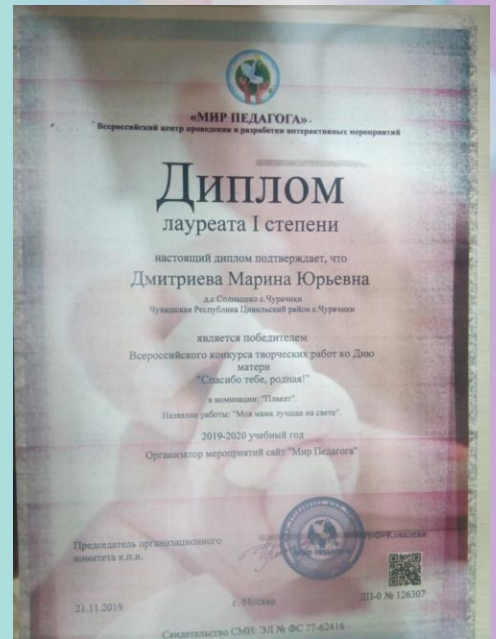 «МИР ПЕДАГОГА»
Всероссийский центр проведения и разработки интерактивных мероприятий
Диплом
лауреата I степени
настоящий диплом подтверждает, что
Дмитриева Марина Юрьевна
д.с Солнышко с.Чурачики
Чувашская Республика Цивильский район с.Чурачики
является победителем
Всероссийского конкурса творческих работ ко Дню
матери
"Спасибо тебе, родная!"
в номинации: "Плакат".
Название работы: "Моя мама лучшая на свете".
2019-2020 учебный год
Организатор мероприятий сайт "Мир Педагога"
Председатель организационного
комитета к.п.н.
Ковалева
21.11.2019
г. Москва
ДП-0 № 126307
Свидетельство СМИ: ЭЛ № ФС 77-62416